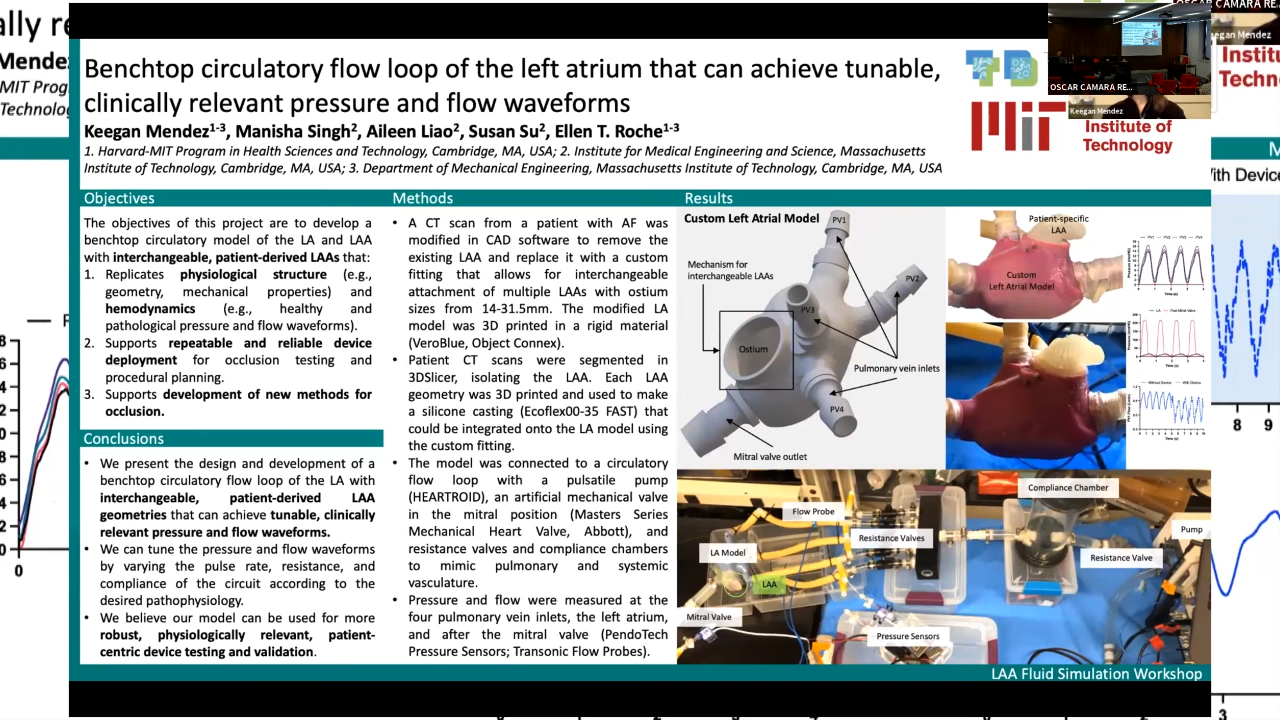 Benchtop circulatory flow loop of the left atrium that can achieve tunable,
clinically relevant pressure and flow waveforms
Keegan Mendez1-3, Manisha Singh2, Aileen Liao2, Susan Su2, Ellen T. Roche1-3
1. Harvard-MIT Program in Health Sciences and Technology, Cambridge, MA, USA; 2. Institute for Medical Engineering and Science, Massachusetts
Institute of Technology, Cambridge, MA, USA; 3. Department of Mechanical Engineering, Massachusetts Institute of Technology, Cambridge, MA, USA
OSCAR CAMARA RE...
Keegan Mendez
Institute of
Technology
Objectives
The objectives of this project are to develop a
benchtop circulatory model of the LA and LAA
with interchangeable, patient-derived LAAs that:
1. Replicates physiological structure (e.g.,
geometry, mechanical properties) and
hemodynamics (e.g., healthy and
pathological pressure and flow waveforms).
2. Supports repeatable and reliable device
deployment for occlusion testing and
procedural planning.
3. Supports development of new methods for
occlusion.
Conclusions
• We present the design and development of a
benchtop circulatory flow loop of the LA with
interchangeable, patient-derived LAA
geometries that can achieve tunable, clinically
relevant pressure and flow waveforms.
• We can tune the pressure and flow waveforms
by varying the pulse rate, resistance, and
compliance of the circuit according to the
desired pathophysiology.
• We believe our model can be used for more
robust, physiologically relevant, patient-
centric device testing and validation.
Methods
• A CT scan from a patient with AF was
modified in CAD software to remove the
existing LAA and replace it with a custom
fitting that allows for interchangeable
attachment of multiple LAAs with ostium
sizes from 14-31.5mm. The modified LA
model was 3D printed in a rigid material
(VeroBlue, Object Connex).
• Patient CT scans were segmented in
3DSlicer, isolating the LAA. Each LAA
geometry was 3D printed and used to make
a silicone casting (Ecoflex00-35 FAST) that
could be integrated onto the LA model using
the custom fitting.
• The model was connected to a circulatory
flow loop with a pulsatile pump
(HEARTROID), an artificial mechanical valve
in the mitral position (Masters Series
Mechanical Heart Valve, Abbott), and
resistance valves and compliance chambers
to mimic pulmonary and systemic
vasculature.
• Pressure and flow were measured at the
four pulmonary vein inlets, the left atrium,
and after the mitral valve (PendoTech
Pressure Sensors; Transonic Flow Probes).
Results
Custom Left Atrial Model
PV1
Mechanism for
interchangeable LAAs
PV2
PV3
Ostium
Pulmonary vein inlets
PV4
Mitral valve outlet
Patient-specific
LAA
Custom
Left Atrial Model
Compliance Chamber
Flow Probe
Resistance Valves
Pump
LA Model
Resistance Valve
LAA
Mitral Valve
Pressure Sensors
LAA Fluid Simulation Workshop